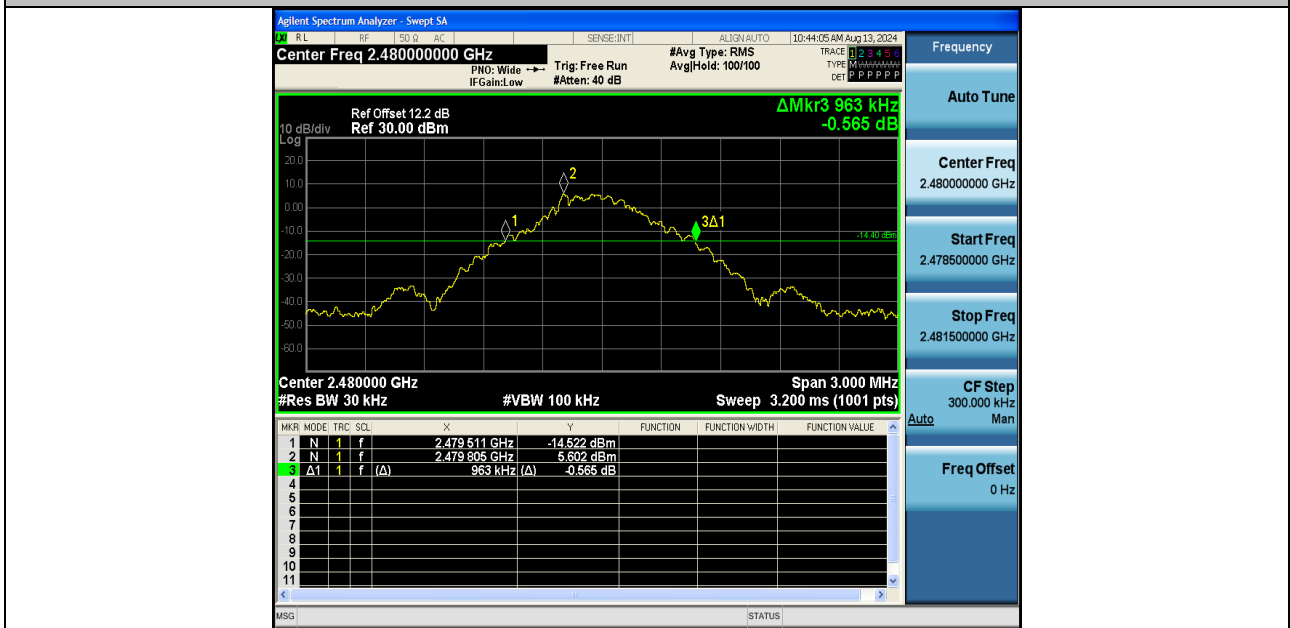 Agilent Spectrum Analyzer - Swept SA
RL RF 50 Ω AC SENSE:INT ALIGN AUTO 10:44:05 AM Aug 13, 2024
Center Freq 2.480000000 GHz
PNO: Wide
IFGain:Low
Trig: Free Run
#Atten: 40 dB
#Avg Type: RMS
Avg|Hold: 100/100
TRACE 1 2 3 4 5 6
TYPE M
DET P P P P P P
ΔMkr3 963 kHz
-0.565 dB
Ref Offset 12.2 dB
10 dB/div Ref 30.00 dBm
Log
20.0
10.0
0.00
-10.0
-20.0
-30.0
-40.0
-50.0
-60.0
1
2
3Δ1
-14.40 dBm
Center 2.480000 GHz Span 3.000 MHz
#Res BW 30 kHz #VBW 100 kHz Sweep 3.200 ms (1001 pts)
MKR MODE TRC SCL X Y FUNCTION FUNCTION WIDTH FUNCTION VALUE
1 N 1 f 2.479 511 GHz -14.522 dBm
2 N 1 f 2.479 805 GHz 5.602 dBm
3 Δ1 1 f (Δ) 963 kHz (Δ) -0.565 dB
4
5
6
7
8
9
10
11
MSG STATUS
Frequency
Auto Tune
Center Freq
2.480000000 GHz
Start Freq
2.478500000 GHz
Stop Freq
2.481500000 GHz
CF Step
300.000 kHz
Auto Man
Freq Offset
0 Hz